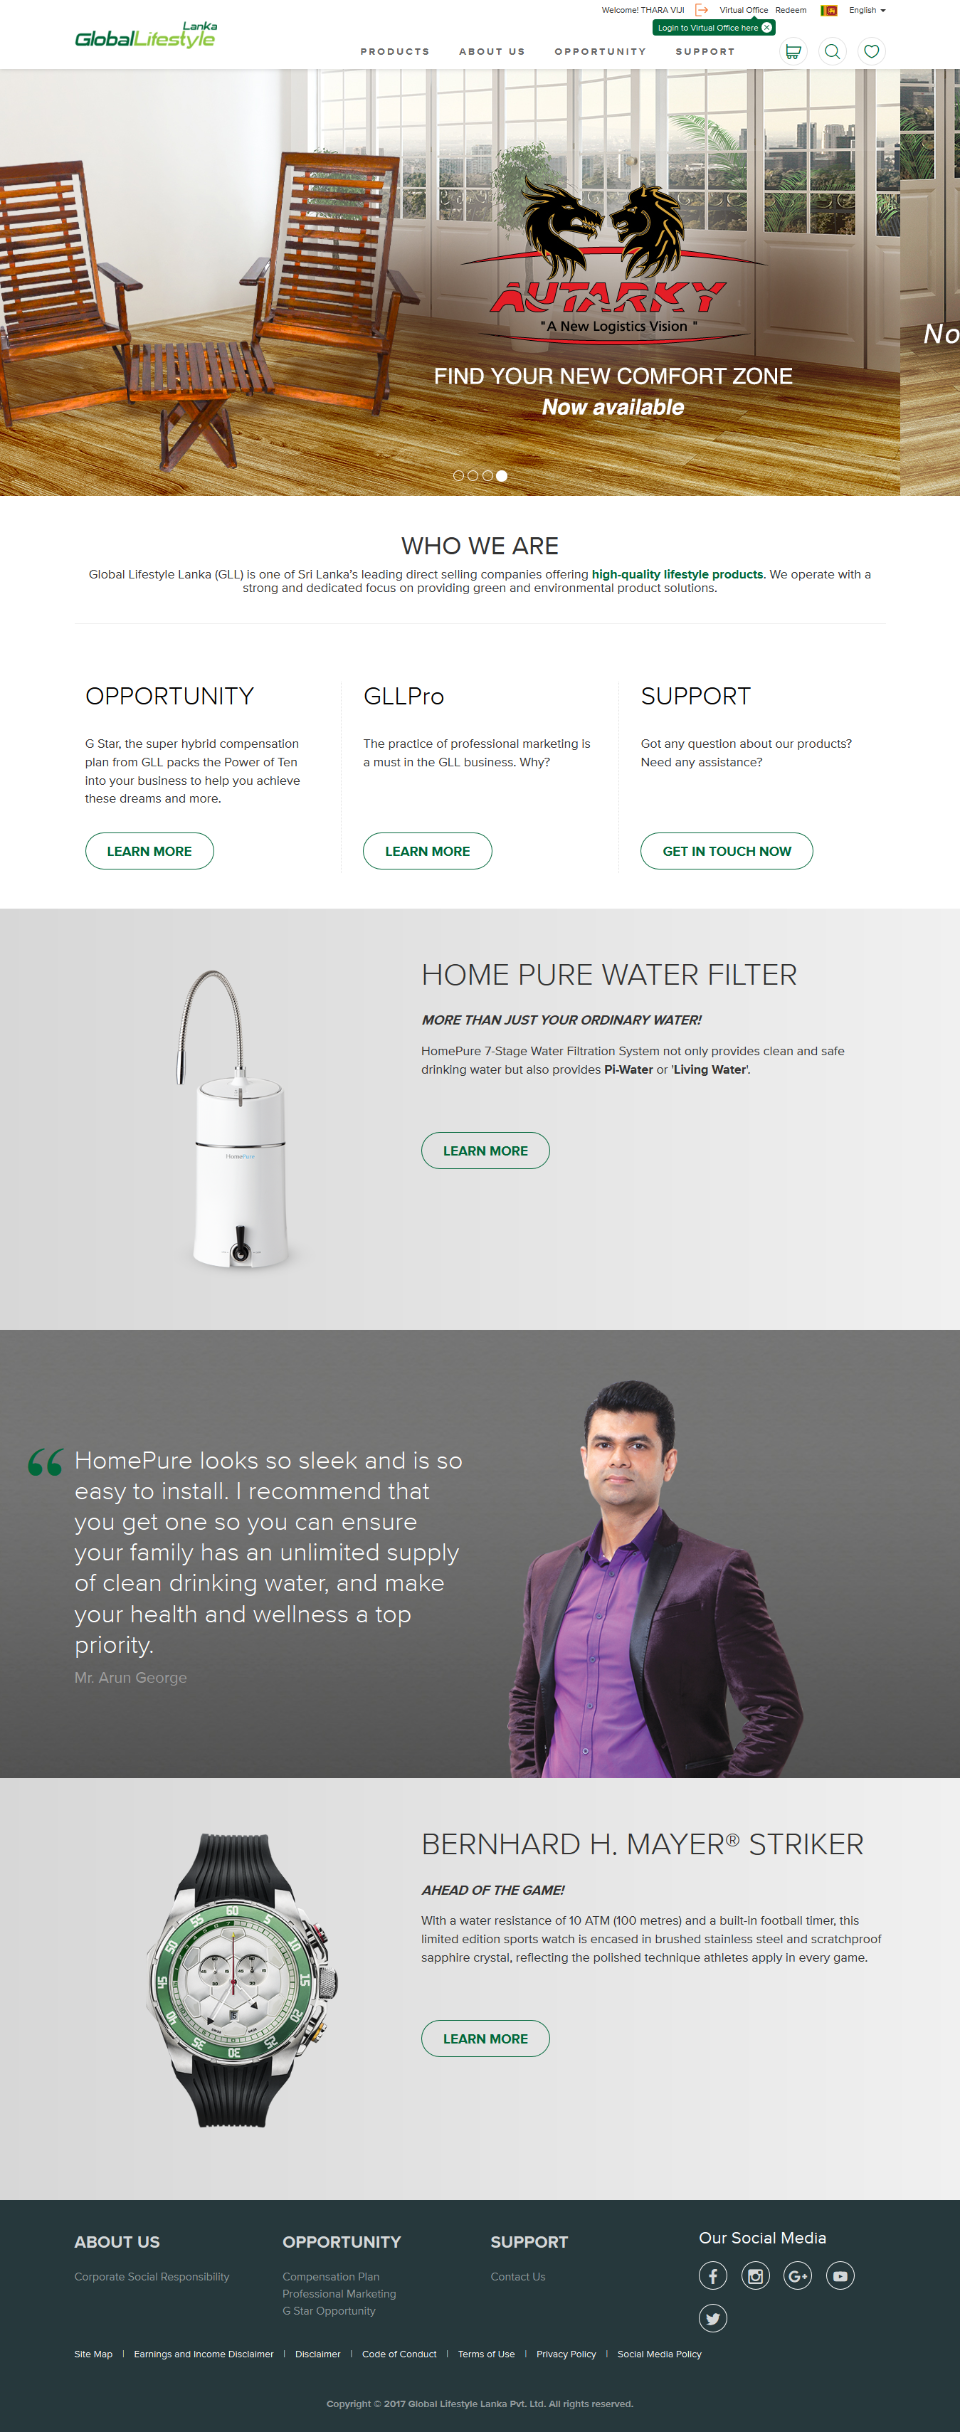 Welcome! THARA VUI Virtual Office Redeem English
Login to Virtual Office here
Lanka
GlobalLifestyle
PRODUCTS ABOUT US OPPORTUNITY SUPPORT
AUTARKY
"A New Logistics Vision "
FIND YOUR NEW COMFORT ZONE
Now available
No
WHO WE ARE
Global Lifestyle Lanka (GLL) is one of Sri Lanka's leading direct selling companies offering high-quality lifestyle products. We operate with a
strong and dedicated focus on providing green and environmental product solutions.
OPPORTUNITY
G Star, the super hybrid compensation
plan from GLL packs the Power of Ten
into your business to help you achieve
these dreams and more.
LEARN MORE
GLLPro
The practice of professional marketing is
a must in the GLL business. Why?
LEARN MORE
SUPPORT
Got any question about our products?
Need any assistance?
GET IN TOUCH NOW
HOME PURE WATER FILTER
MORE THAN JUST YOUR ORDINARY WATER!
HomePure 7-Stage Water Filtration System not only provides clean and safe
drinking water but also provides Pi-Water or 'Living Water'.
LEARN MORE
HomePure
HomePure looks so sleek and is so
easy to install. I recommend that
you get one so you can ensure
your family has an unlimited supply
of clean drinking water, and make
your health and wellness a top
priority.
Mr. Arun George
BERNHARD H. MAYER® STRIKER
AHEAD OF THE GAME!
With a water resistance of 10 ATM (100 metres) and a built-in football timer, this
limited edition sports watch is encased in brushed stainless steel and scratchproof
sapphire crystal, reflecting the polished technique athletes apply in every game.
LEARN MORE
60
5
10
15
20
25
30
35
40
45
50
55
ABOUT US
Corporate Social Responsibility
OPPORTUNITY
Compensation Plan
Professional Marketing
G Star Opportunity
SUPPORT
Contact Us
Our Social Media
Site Map | Earnings and Income Disclaimer | Disclaimer | Code of Conduct | Terms of Use | Privacy Policy | Social Media Policy
Copyright © 2017 Global Lifestyle Lanka Pvt. Ltd. All rights reserved.